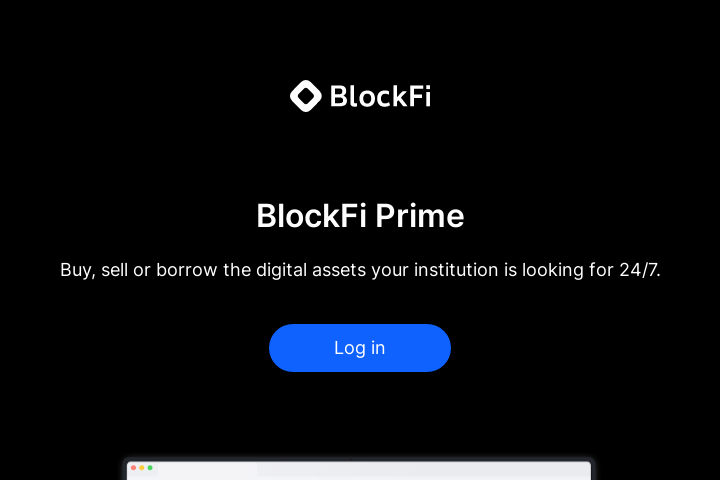 BlockFi
BlockFi Prime
Buy, sell or borrow the digital assets your institution is looking for 24/7.
Log in